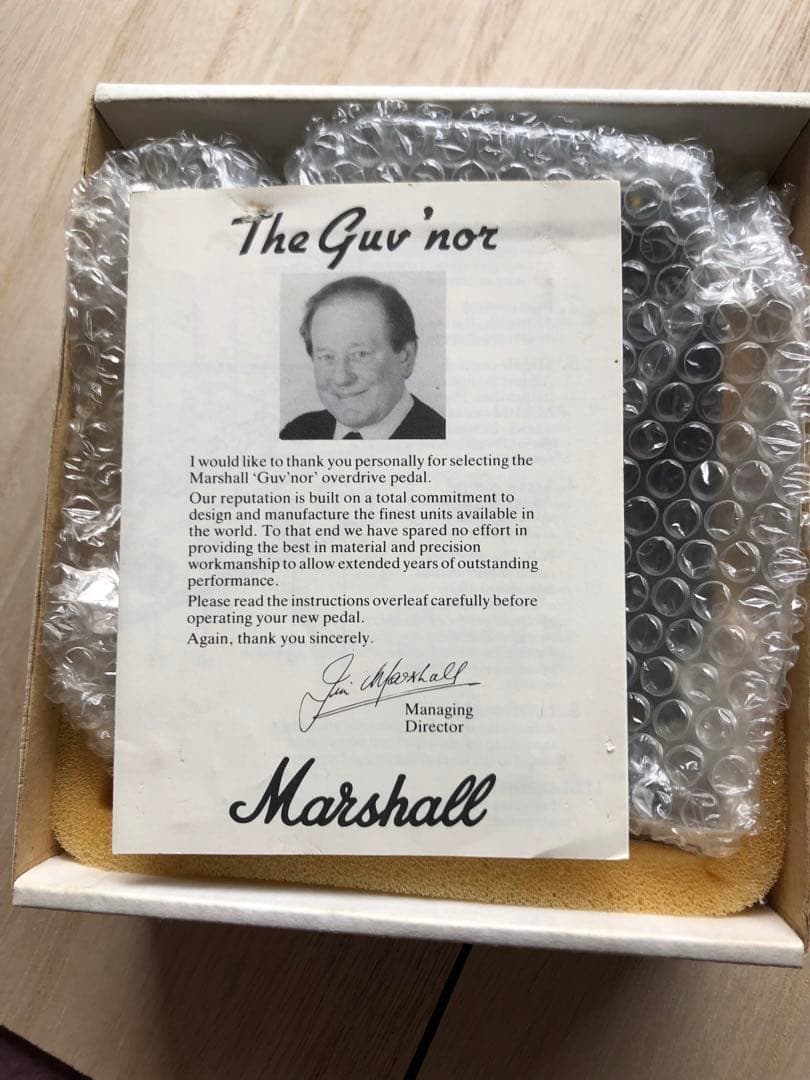 The Guv'nor
I would like to thank you personally for selecting the
Marshall ‘Guv'nor’ overdrive pedal.
Our reputation is built on a total commitment to
design and manufacture the finest units available in
the world. To that end we have spared no effort in
providing the best in material and precision
workmanship to allow extended years of outstanding
performance.
Please read the instructions overleaf carefully before
operating your new pedal.
Again, thank you sincerely.
Jim Marshall
Managing
Director
Marshall